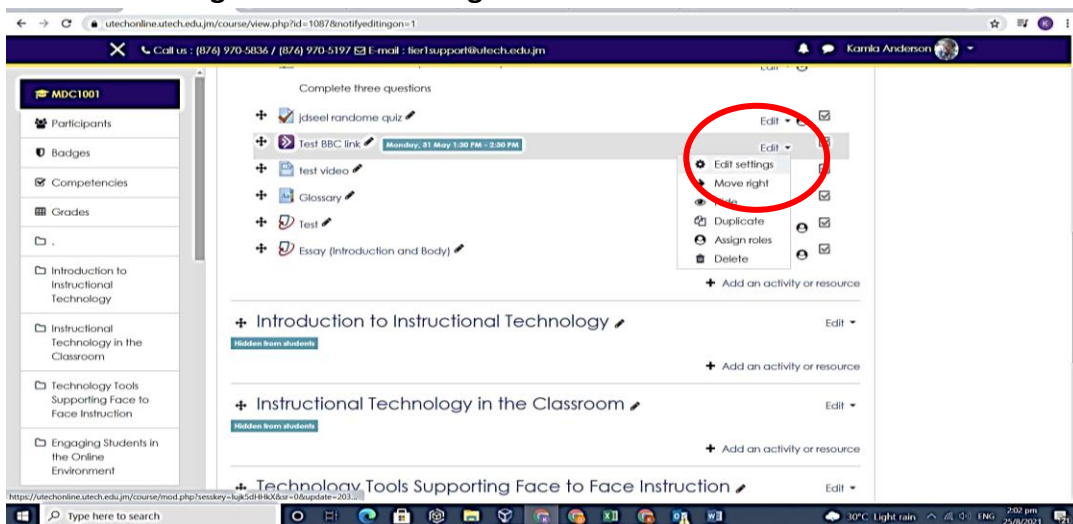 utechonline.utech.edu.jm/course/view.php?id=1087&notifyeditingon=1
Call us : (876) 970-5836 / (876) 970-5197 E-mail : tier1support@utech.edu.jm
Kamla Anderson
MDC1001
Participants
Badges
Competencies
Grades
.
Introduction to
Instructional
Technology
Instructional
Technology in the
Classroom
Technology Tools
Supporting Face to
Face Instruction
Engaging Students in
the Online
Environment
Complete three questions
jdseel randome quiz
Edit
Test BBC link Monday, 31 May 1:30 PM - 2:30 PM
Edit
test video
Glossary
Test
Essay (Introduction and Body)
Edit settings
Move right
Hide
Duplicate
Assign roles
Delete
+ Add an activity or resource
Introduction to Instructional Technology
Edit
Hidden from students
+ Add an activity or resource
Instructional Technology in the Classroom
Edit
Hidden from students
+ Add an activity or resource
Technology Tools Supporting Face to Face Instruction
Edit
Type here to search
30°C Light rain
ENG
2:02 pm
25/8/2021